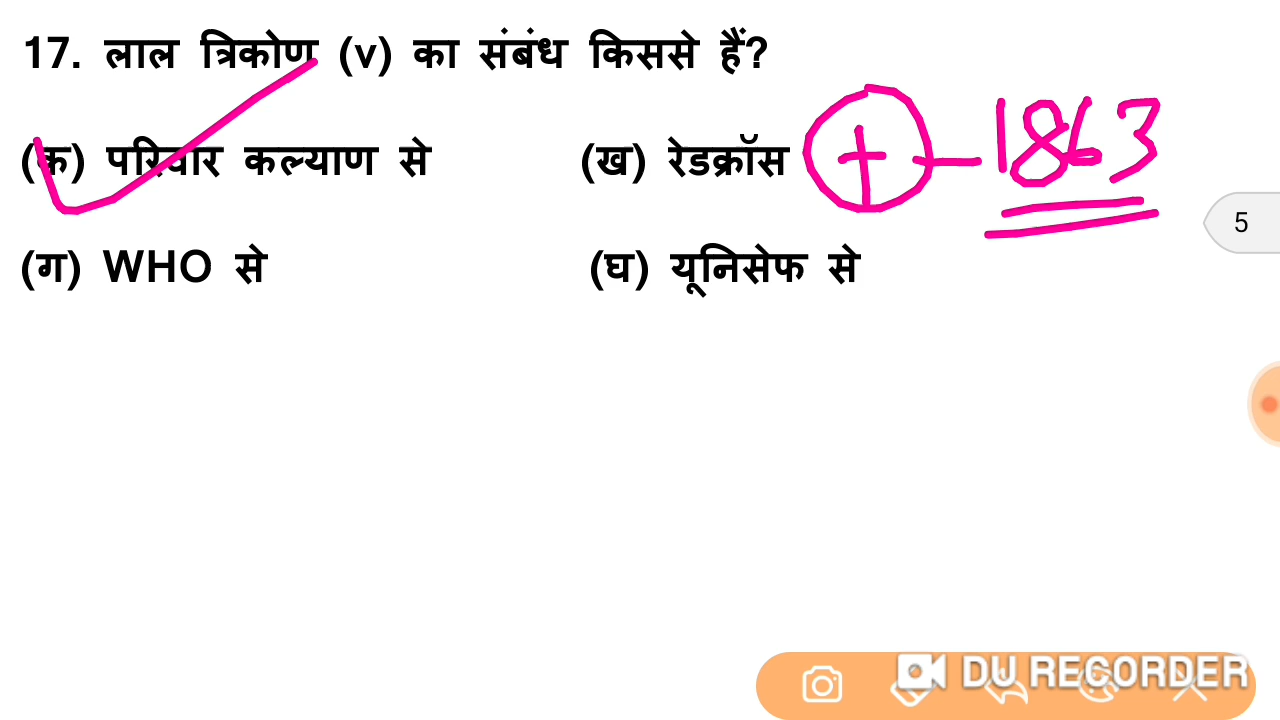 17. लाल त्रिकोण (v) का संबंध किससे हैं?
(क) परिवार कल्याण से (ख) रेडक्रॉस + – 1863
(ग) WHO से (घ) यूनिसेफ से
5
DU RECORDER